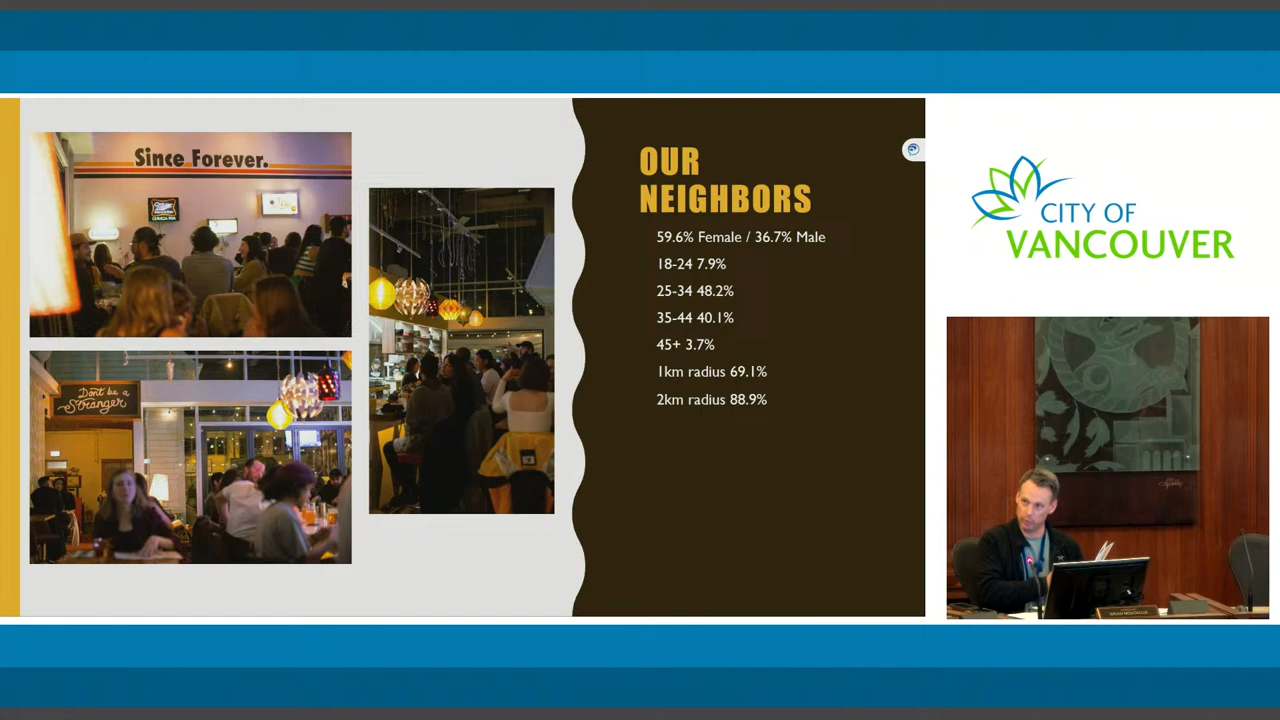 Since Forever.
Don't be a
Stranger
OUR
NEIGHBORS
59.6% Female / 36.7% Male
18-24 7.9%
25-34 48.2%
35-44 40.1%
45+ 3.7%
1km radius 69.1%
2km radius 88.9%
CITY OF
VANCOUVER